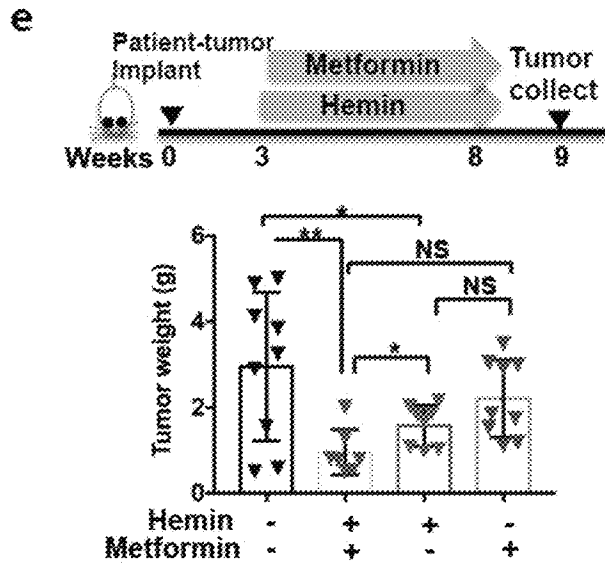 e
Patient-tumor
Implant
Metformin
Hemin
Tumor
collect
Weeks 0 3 8 9
Tumor weight (g)
6
4
2
0
*
**
NS
NS
*
Hemin - + + -
Metformin - + - +